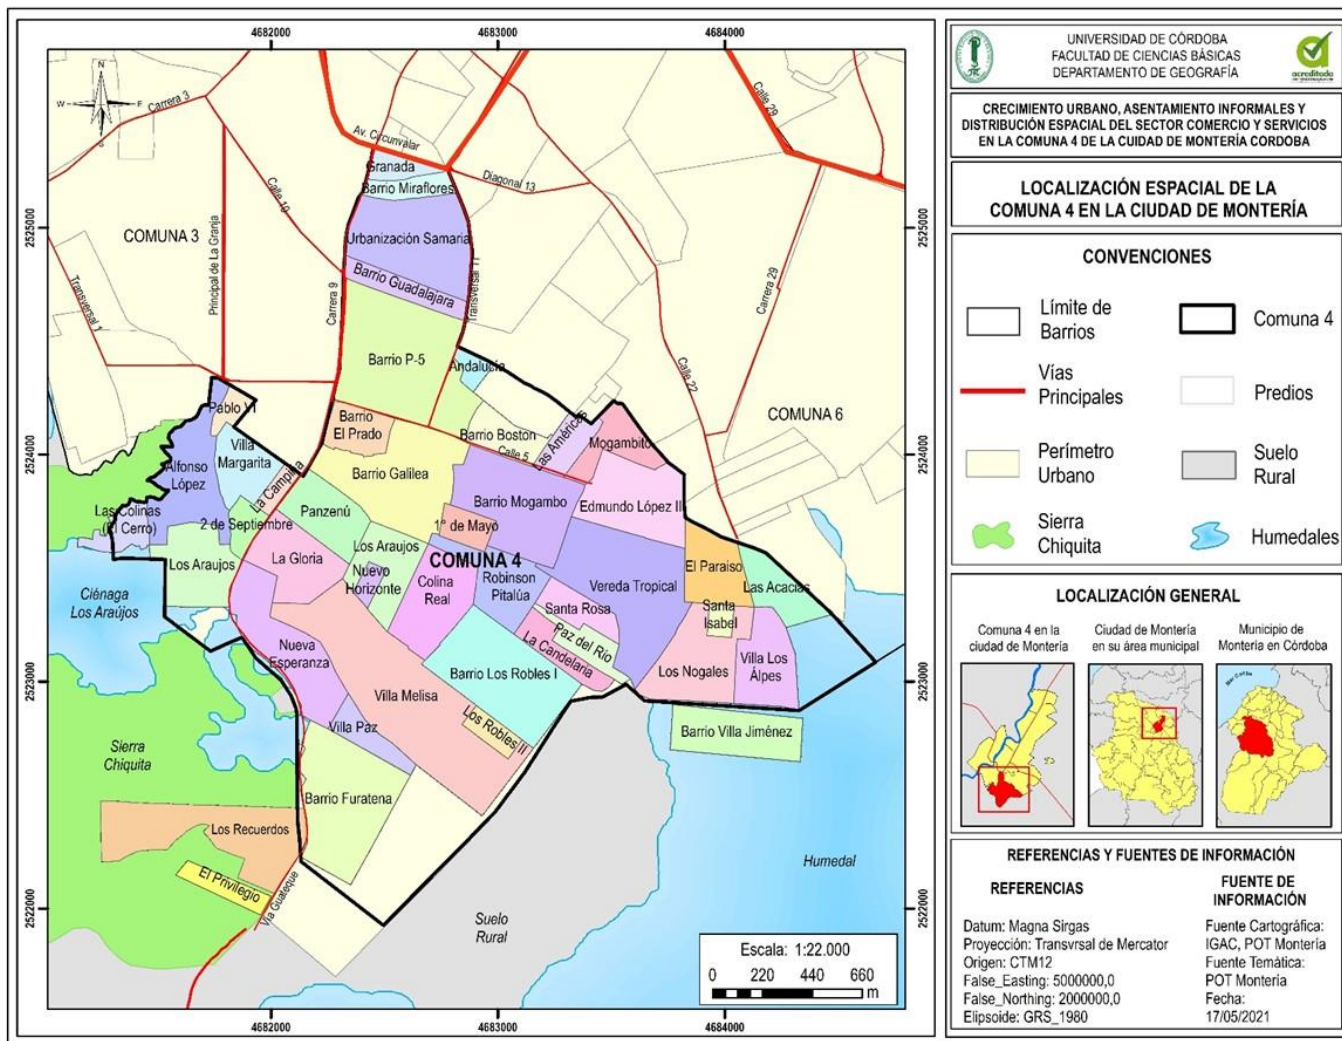 4682000
4683000
4684000
N
W
E
Carrera 3
Av. Circunvalar
Calle 29
Granada
Barrio Miraflores
Diagonal 13
Calle 10
2525000
COMUNA 3
Urbanización Samaria
2525000
Principal de La Granja
Barrio Guadalajara
Transversal 1
Carrera 9
Transversal 11
Carrera 29
Barrio P-5
Andalucía
Calle 22
Pablo VI
Barrio
El Prado
COMUNA 6
Barrio Boston
Las Américas
Mogambito
2524000
Villa
Margarita
Calle 5
2524000
Alfonso
López
La Campiña
Barrio Galilea
Barrio Mogambo
Edmundo López II
Las Colinas
(El Cerro)
2 de Septiembre
Panzenú
1° de Mayo
Los Araujos
La Gloria
Los Araujos
COMUNA 4
El Paraiso
Nuevo
Horizonte
Colina
Real
Robinson
Pitalúa
Vereda Tropical
Las Acacias
Ciénaga
Los Araújos
Santa Rosa
Santa
Isabel
Paz del Río
La Candelaria
Nueva
Esperanza
Barrio Los Robles I
Los Nogales
Villa Los
Álpes
2523000
Villa Melisa
2523000
Villa Paz
Los Robles II
Barrio Villa Jiménez
Sierra
Chiquita
Barrio Furatena
Los Recuerdos
El Privilegio
Humedal
Vía Guateque
2522000
Suelo
Rural
2522000
Escala: 1:22.000
0 220 440 660
m
4682000
4683000
4684000
UNIVERSIDAD DE CÓRDOBA
FACULTAD DE CIENCIAS BÁSICAS
DEPARTAMENTO DE GEOGRAFÍA
acreditada
CRECIMIENTO URBANO, ASENTAMIENTO INFORMALES Y
DISTRIBUCIÓN ESPACIAL DEL SECTOR COMERCIO Y SERVICIOS
EN LA COMUNA 4 DE LA CUIDAD DE MONTERÍA CORDOBA
LOCALIZACIÓN ESPACIAL DE LA
COMUNA 4 EN LA CIUDAD DE MONTERÍA
CONVENCIONES
Límite de
Barrios
Comuna 4
Vías
Principales
Predios
Perímetro
Urbano
Suelo
Rural
Sierra
Chiquita
Humedales
LOCALIZACIÓN GENERAL
Comuna 4 en la
ciudad de Montería
Ciudad de Montería
en su área municipal
Municipio de
Montería en Córdoba
Mar Caribe
REFERENCIAS Y FUENTES DE INFORMACIÓN
REFERENCIAS
Datum: Magna Sirgas
Proyección: Transvrsal de Mercator
Origen: CTM12
False_Easting: 5000000,0
False_Northing: 2000000,0
Elipsoide: GRS_1980
FUENTE DE
INFORMACIÓN
Fuente Cartográfica:
IGAC, POT Montería
Fuente Temática:
POT Montería
Fecha:
17/05/2021